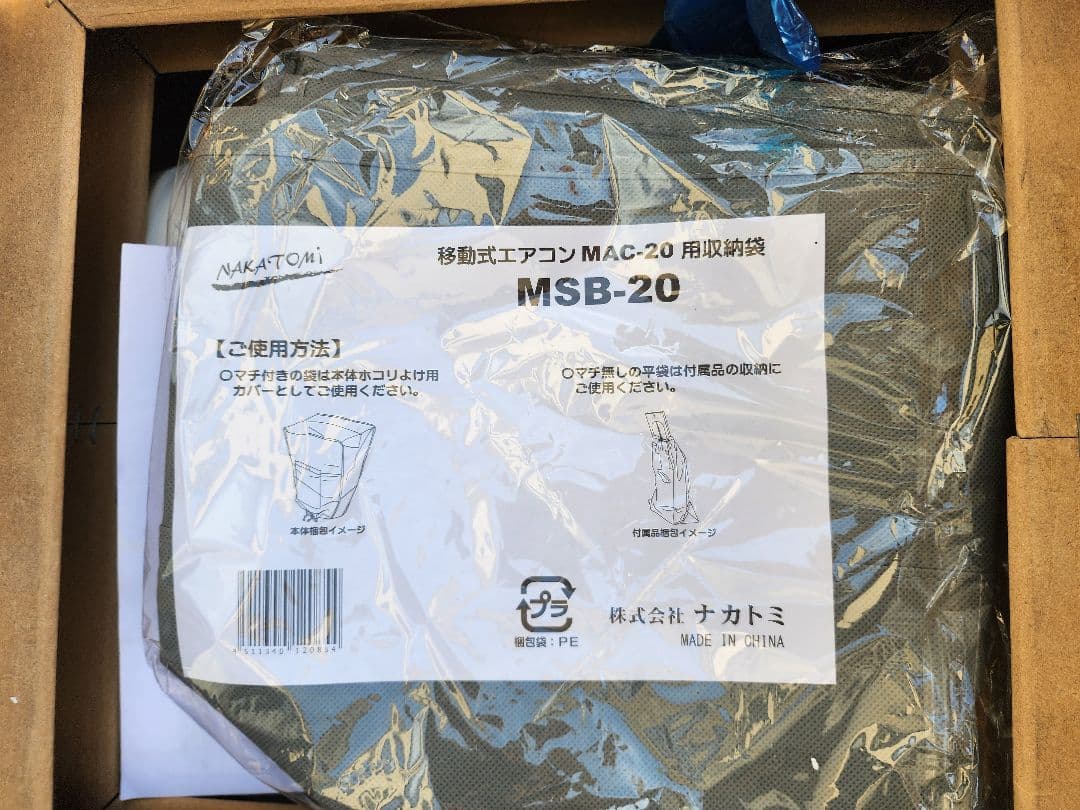 NAKATOMI
移動式エアコン MAC-20 用収納袋
MSB-20
【ご使用方法】
○マチ付きの袋は本体ホコリよけ用
カバーとしてご使用ください。
○マチ無しの平袋は付属品の収納に
ご使用ください。
本体梱包イメージ
付属品梱包イメージ
プラ
梱包袋：PE
株式会社 ナカトミ
MADE IN CHINA